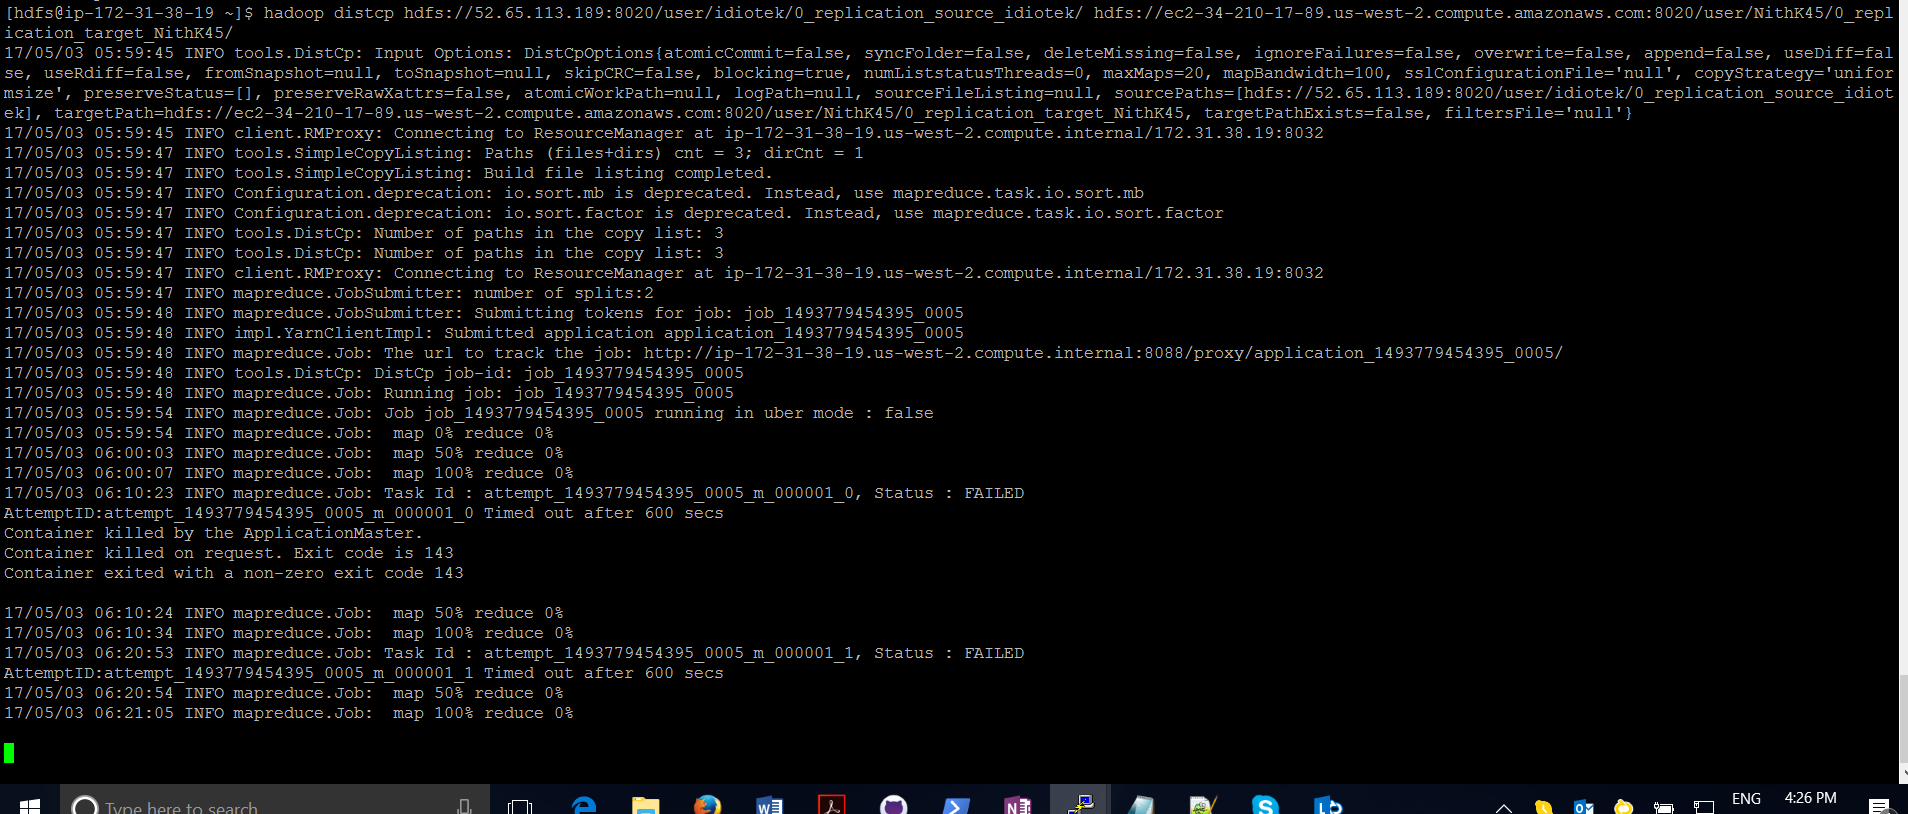 [hdfs@ip-172-31-38-19 ~]$ hadoop distcp hdfs://52.65.113.189:8020/user/idiotek/0_replication_source_idiotek/ hdfs://ec2-34-210-17-89.us-west-2.compute.amazonaws.com:8020/user/NithK45/0_repl
ication_target_NithK45/
17/05/03 05:59:45 INFO tools.DistCp: Input Options: DistCpOptions{atomicCommit=false, syncFolder=false, deleteMissing=false, ignoreFailures=false, overwrite=false, append=false, useDiff=fal
se, useRdiff=false, fromSnapshot=null, toSnapshot=null, skipCRC=false, blocking=true, numListstatusThreads=0, maxMaps=20, mapBandwidth=100, sslConfigurationFile='null', copyStrategy='unifor
msize', preserveStatus=[], preserveRawXattrs=false, atomicWorkPath=null, logPath=null, sourceFileListing=null, sourcePaths=[hdfs://52.65.113.189:8020/user/idiotek/0_replication_source_idiot
ek], targetPath=hdfs://ec2-34-210-17-89.us-west-2.compute.amazonaws.com:8020/user/NithK45/0_replication_target_NithK45, targetPathExists=false, filtersFile='null'}
17/05/03 05:59:45 INFO client.RMProxy: Connecting to ResourceManager at ip-172-31-38-19.us-west-2.compute.internal/172.31.38.19:8032
17/05/03 05:59:47 INFO tools.SimpleCopyListing: Paths (files+dirs) cnt = 3; dirCnt = 1
17/05/03 05:59:47 INFO tools.SimpleCopyListing: Build file listing completed.
17/05/03 05:59:47 INFO Configuration.deprecation: io.sort.mb is deprecated. Instead, use mapreduce.task.io.sort.mb
17/05/03 05:59:47 INFO Configuration.deprecation: io.sort.factor is deprecated. Instead, use mapreduce.task.io.sort.factor
17/05/03 05:59:47 INFO tools.DistCp: Number of paths in the copy list: 3
17/05/03 05:59:47 INFO tools.DistCp: Number of paths in the copy list: 3
17/05/03 05:59:47 INFO client.RMProxy: Connecting to ResourceManager at ip-172-31-38-19.us-west-2.compute.internal/172.31.38.19:8032
17/05/03 05:59:47 INFO mapreduce.JobSubmitter: number of splits:2
17/05/03 05:59:48 INFO mapreduce.JobSubmitter: Submitting tokens for job: job_1493779454395_0005
17/05/03 05:59:48 INFO impl.YarnClientImpl: Submitted application application_1493779454395_0005
17/05/03 05:59:48 INFO mapreduce.Job: The url to track the job: http://ip-172-31-38-19.us-west-2.compute.internal:8088/proxy/application_1493779454395_0005/
17/05/03 05:59:48 INFO tools.DistCp: DistCp job-id: job_1493779454395_0005
17/05/03 05:59:48 INFO mapreduce.Job: Running job: job_1493779454395_0005
17/05/03 05:59:54 INFO mapreduce.Job: Job job_1493779454395_0005 running in uber mode : false
17/05/03 05:59:54 INFO mapreduce.Job:  map 0% reduce 0%
17/05/03 06:00:03 INFO mapreduce.Job:  map 50% reduce 0%
17/05/03 06:00:07 INFO mapreduce.Job:  map 100% reduce 0%
17/05/03 06:10:23 INFO mapreduce.Job: Task Id : attempt_1493779454395_0005_m_000001_0, Status : FAILED
AttemptID:attempt_1493779454395_0005_m_000001_0 Timed out after 600 secs
Container killed by the ApplicationMaster.
Container killed on request. Exit code is 143
Container exited with a non-zero exit code 143
17/05/03 06:10:24 INFO mapreduce.Job:  map 50% reduce 0%
17/05/03 06:10:34 INFO mapreduce.Job:  map 100% reduce 0%
17/05/03 06:20:53 INFO mapreduce.Job: Task Id : attempt_1493779454395_0005_m_000001_1, Status : FAILED
AttemptID:attempt_1493779454395_0005_m_000001_1 Timed out after 600 secs
17/05/03 06:20:54 INFO mapreduce.Job:  map 50% reduce 0%
17/05/03 06:21:05 INFO mapreduce.Job:  map 100% reduce 0%
Type here to search
ENG 4:26 PM